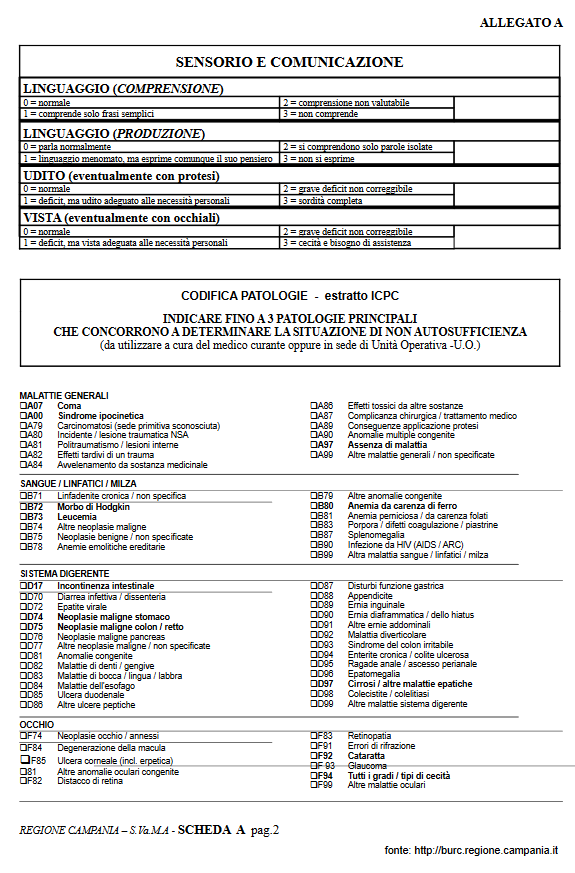 ALLEGATO A
SENSORIO E COMUNICAZIONE
LINGUAGGIO (COMPRENSIONE)
0 = normale 2 = comprensione non valutabile
1 = comprende solo frasi semplici 3 = non comprende
LINGUAGGIO (PRODUZIONE)
0 = parla normalmente 2 = si comprendono solo parole isolate
1 = linguaggio menomato, ma esprime comunque il suo pensiero 3 = non si esprime
UDITO (eventualmente con protesi)
0 = normale 2 = grave deficit non correggibile
1 = deficit, ma udito adeguato alle necessità personali 3 = sordità completa
VISTA (eventualmente con occhiali)
0 = normale 2 = grave deficit non correggibile
1 = deficit, ma vista adeguata alle necessità personali 3 = cecità e bisogno di assistenza
CODIFICA PATOLOGIE - estratto ICPC
INDICARE FINO A 3 PATOLOGIE PRINCIPALI
CHE CONCORRONO A DETERMINARE LA SITUAZIONE DI NON AUTOSUFFICIENZA
(da utilizzare a cura del medico curante oppure in sede di Unità Operativa -U.O.)
MALATTIE GENERALI
❑A07 Coma
❑A00 Sindrome ipocinetica
❑A79 Carcinomatosi (sede primitiva sconosciuta)
❑A80 Incidente / lesione traumatica NSA
❑A81 Politraumatismo / lesioni interne
❑A82 Effetti tardivi di un trauma
❑A84 Avvelenamento da sostanza medicinale
❑A86 Effetti tossici da altre sostanze
❑A87 Complicanza chirurgica / trattamento medico
❑A89 Conseguenze applicazione protesi
❑A90 Anomalie multiple congenite
❑A97 Assenza di malattia
❑A99 Altre malattie generali / non specificate
SANGUE / LINFATICI / MILZA
❑B71 Linfadenite cronica / non specifica
❑B72 Morbo di Hodgkin
❑B73 Leucemia
❑B74 Altre neoplasie maligne
❑B75 Neoplasie benigne / non specificate
❑B78 Anemie emolitiche ereditarie
❑B79 Altre anomalie congenite
❑B80 Anemia da carenza di ferro
❑B81 Anemia perniciosa / da carenza folati
❑B83 Porpora / difetti coagulazione / piastrine
❑B87 Splenomegalia
❑B90 Infezione da HIV (AIDS / ARC)
❑B99 Altra malattia sangue / linfatici / milza
SISTEMA DIGERENTE
❑D17 Incontinenza intestinale
❑D70 Diarrea infettiva / dissenteria
❑D72 Epatite virale
❑D74 Neoplasie maligne stomaco
❑D75 Neoplasie maligne colon / retto
❑D76 Neoplasie maligne pancreas
❑D77 Altre neoplasie maligne / non specificate
❑D81 Anomalie congenite
❑D82 Malattie di denti / gengive
❑D83 Malattie di bocca / lingua / labbra
❑D84 Malattie dell'esofago
❑D85 Ulcera duodenale
❑D86 Altre ulcere peptiche
❑D87 Disturbi funzione gastrica
❑D88 Appendicite
❑D89 Ernia inguinale
❑D90 Ernia diaframmatica / dello hiatus
❑D91 Altre ernie addominali
❑D92 Malattia diverticolare
❑D93 Sindrome del colon irritabile
❑D94 Enterite cronica / colite ulcerosa
❑D95 Ragade anale / ascesso perianale
❑D96 Epatomegalia
❑D97 Cirrosi / altre malattie epatiche
❑D98 Colecistite / colelitiasi
❑D99 Altre malattie sistema digerente
OCCHIO
❑F74 Neoplasie occhio / annessi
❑F84 Degenerazione della macula
❑F85 Ulcera corneale (incl. erpetica)
❑81 Altre anomalie oculari congenite
❑F82 Distacco di retina
❑F83 Retinopatia
❑F91 Errori di rifrazione
❑F92 Cataratta
❑F 93 Glaucoma
❑F94 Tutti i gradi / tipi di cecità
❑F99 Altre malattie oculari
REGIONE CAMPANIA – S.Va.M.A - SCHEDA A pag.2
fonte: http://burc.regione.campania.it